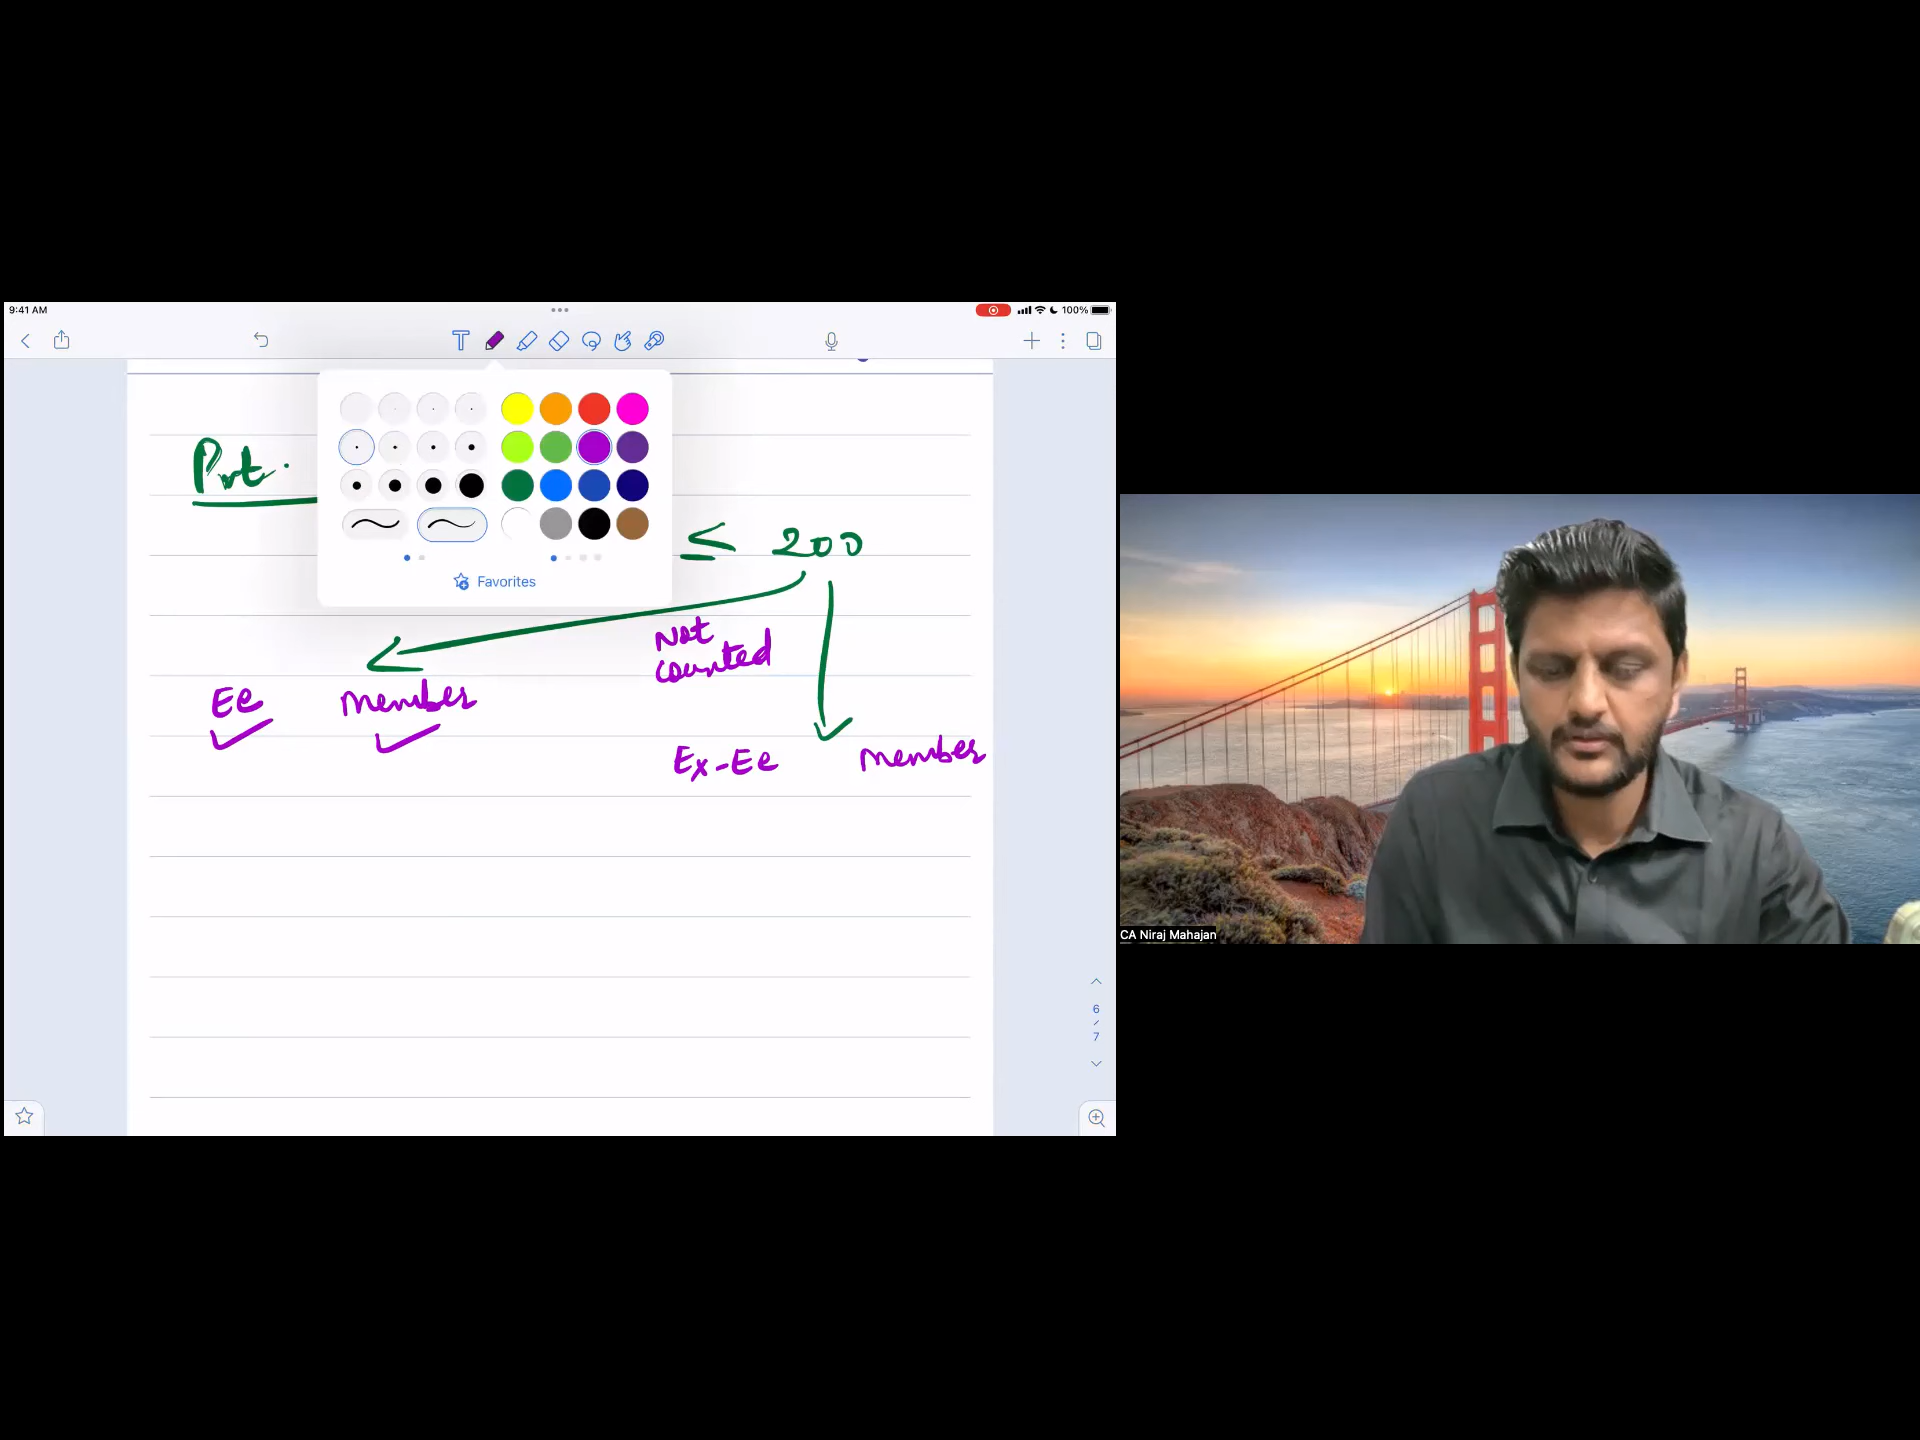 9:41 AM
100%
T
Favorites
Pvt.
≤ 200
Not
counted
Ee member
Ex-Ee member
CA Niraj Mahajan
6
/
7